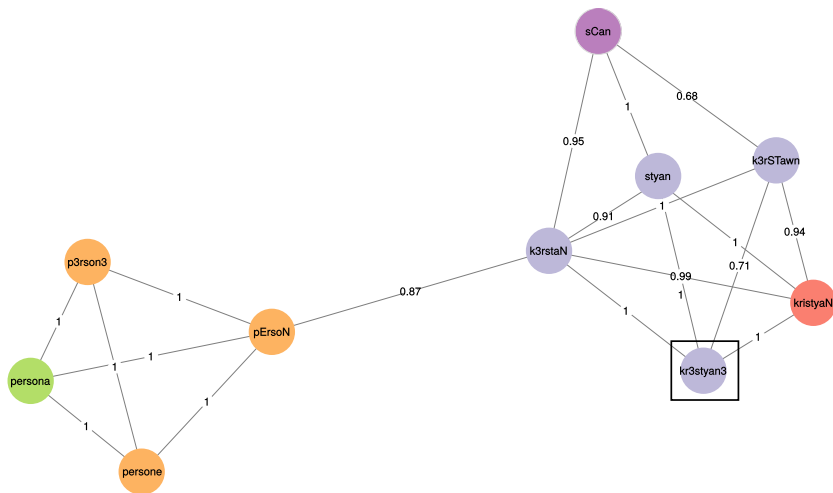 sCan
0.68
1
0.95
k3rSTawn
styan
1
0.91
0.94
1
k3rstaN
p3rson3
0.71
0.99
0.87
1
1
kristyaN
1
1
pErsoN
1
1
1
kr3styan3
persona
1
1
persone